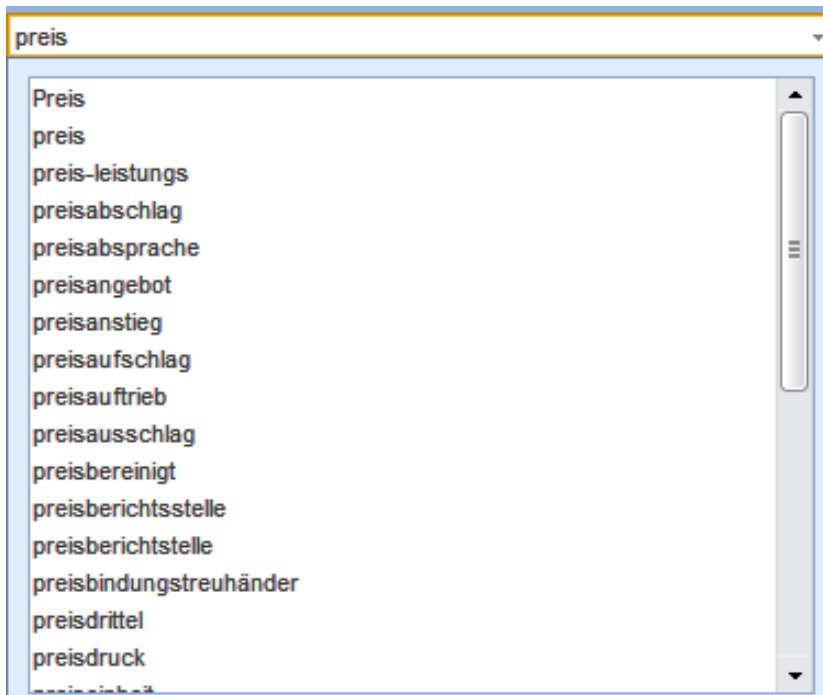 preis
Preis
preis
preis-leistungs
preisabschlag
preisabsprache
preisangebot
preisanstieg
preisaufschlag
preisauftrieb
preisausschlag
preisbereinigt
preisberichtsstelle
preisberichtstelle
preisbindungstreuhänder
preisdrittel
preisdruck